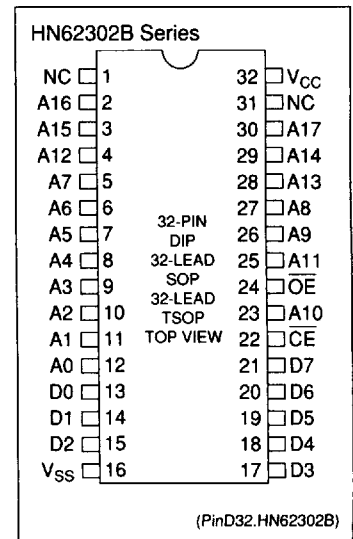 HN62302B Series
NC 1 32 VCC
A16 2 31 NC
A15 3 30 A17
A12 4 29 A14
A7 5 28 A13
A6 6 27 A8
A5 7 26 A9
A4 8 25 A11
A3 9 24 O̅E̅
A2 10 23 A10
A1 11 22 C̅E̅
A0 12 21 D7
D0 13 20 D6
D1 14 19 D5
D2 15 18 D4
VSS 16 17 D3
32-PIN
DIP
32-LEAD
SOP
32-LEAD
TSOP
TOP VIEW
(PinD32.HN62302B)